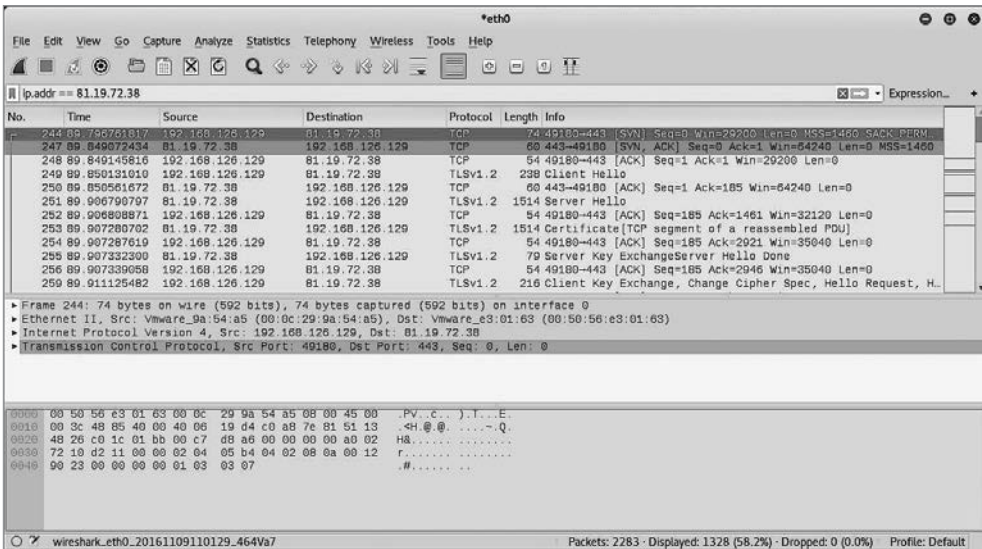 *eth0
File Edit View Go Capture Analyze Statistics Telephony Wireless Tools Help
ip.addr == 81.19.72.38 Expression... +
No. Time Source Destination Protocol Length Info
244 89.796761817 192.168.126.129 81.19.72.38 TCP 74 49180→443 [SYN] Seq=0 Win=29200 Len=0 MSS=1460 SACK_PERM…
247 89.849072434 81.19.72.38 192.168.126.129 TCP 60 443→49180 [SYN, ACK] Seq=0 Ack=1 Win=64240 Len=0 MSS=1460
248 89.849145816 192.168.126.129 81.19.72.38 TCP 54 49180→443 [ACK] Seq=1 Ack=1 Win=29200 Len=0
249 89.850131010 192.168.126.129 81.19.72.38 TLSv1.2 238 Client Hello
250 89.850561672 81.19.72.38 192.168.126.129 TCP 60 443→49180 [ACK] Seq=1 Ack=185 Win=64240 Len=0
251 89.906790797 81.19.72.38 192.168.126.129 TLSv1.2 1514 Server Hello
252 89.906808871 192.168.126.129 81.19.72.38 TCP 54 49180→443 [ACK] Seq=185 Ack=1461 Win=32120 Len=0
253 89.907280702 81.19.72.38 192.168.126.129 TLSv1.2 1514 Certificate[TCP segment of a reassembled PDU]
254 89.907287619 192.168.126.129 81.19.72.38 TCP 54 49180→443 [ACK] Seq=185 Ack=2921 Win=35040 Len=0
255 89.907332300 81.19.72.38 192.168.126.129 TLSv1.2 79 Server Key ExchangeServer Hello Done
256 89.907339058 192.168.126.129 81.19.72.38 TCP 54 49180→443 [ACK] Seq=185 Ack=2946 Win=35040 Len=0
259 89.911125482 192.168.126.129 81.19.72.38 TLSv1.2 216 Client Key Exchange, Change Cipher Spec, Hello Request, H…
Frame 244: 74 bytes on wire (592 bits), 74 bytes captured (592 bits) on interface 0
Ethernet II, Src: Vmware_9a:54:a5 (00:0c:29:9a:54:a5), Dst: Vmware_e3:01:63 (00:50:56:e3:01:63)
Internet Protocol Version 4, Src: 192.168.126.129, Dst: 81.19.72.38
Transmission Control Protocol, Src Port: 49180, Dst Port: 443, Seq: 0, Len: 0
0000 00 50 56 e3 01 63 00 0c 29 9a 54 a5 08 00 45 00 .PV..c.. ).T...E.
0010 00 3c 48 85 40 00 40 06 19 d4 c0 a8 7e 81 51 13 .<H.@.@. ....~.Q.
0020 48 26 c0 1c 01 bb 00 c7 d8 a6 00 00 00 00 a0 02 H&...... ........
0030 72 10 d2 11 00 00 02 04 05 b4 04 02 08 0a 00 12 r....... ........
0040 90 23 00 00 00 00 01 03 03 07 .#...... ..
wireshark_eth0_20161109110129_464Va7 Packets: 2283 · Displayed: 1328 (58.2%) · Dropped: 0 (0.0%) Profile: Default